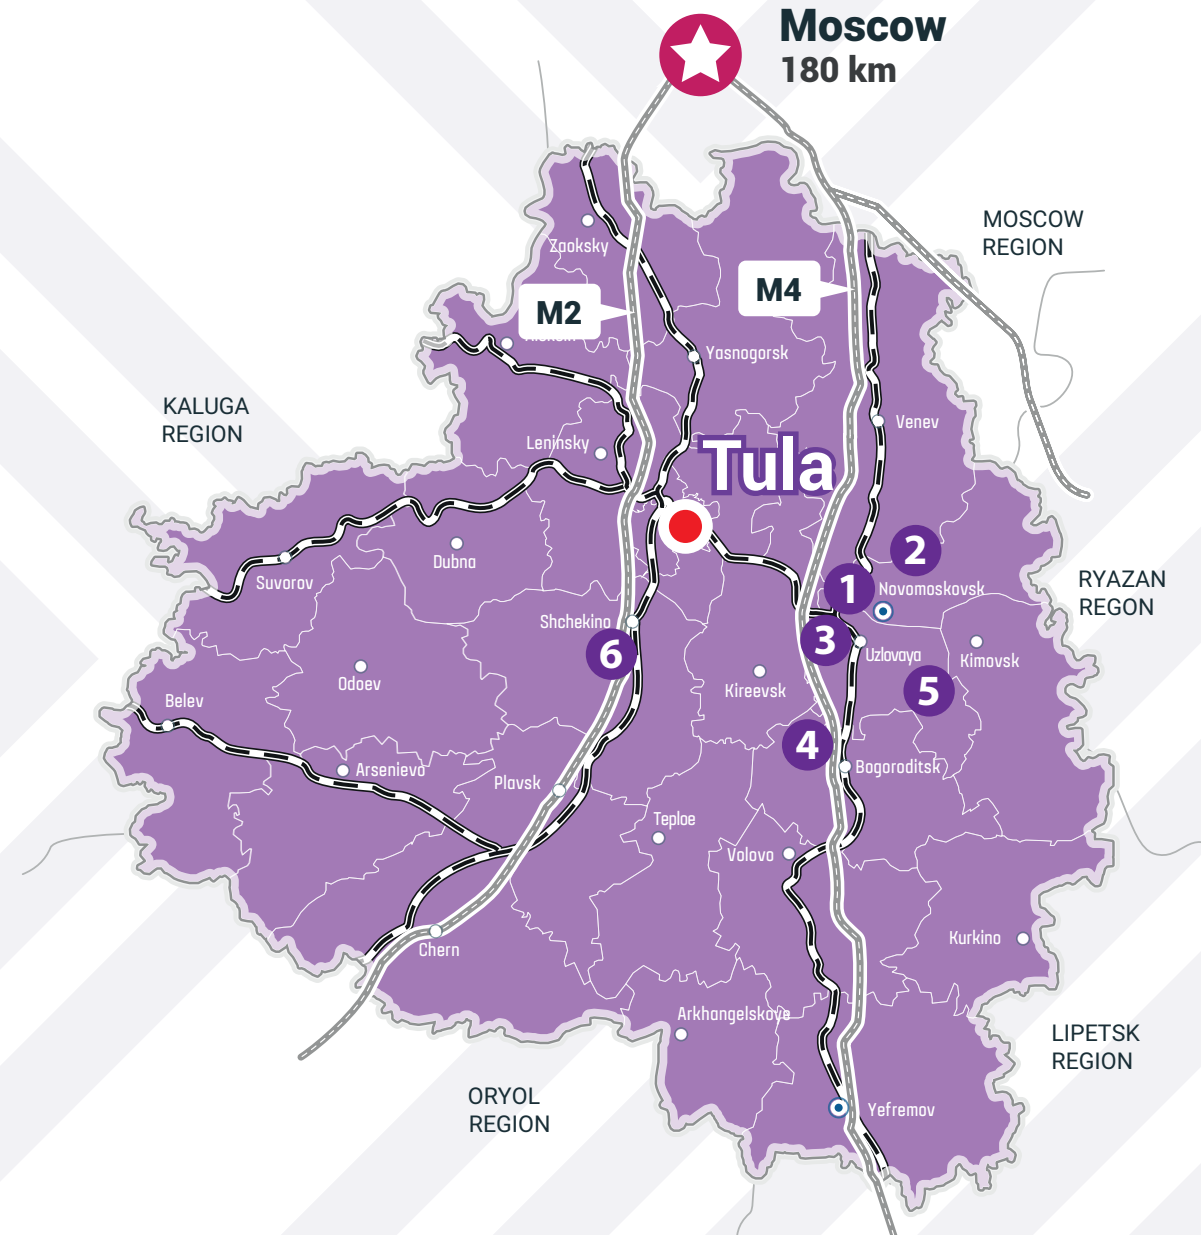 Moscow
180 km
MOSCOW
REGION
Zaoksky
M4
M2
Yasnogorsk
KALUGA
REGION
Venev
Leninsky
Tula
2
Dubna
Suvorov
RYAZAN
REGON
1
Novomoskovsk
Shchekino
3
6
Uzlovaya
Kimovsk
Odoev
Kireevsk
5
Belev
4
Arsenievo
Bogoroditsk
Plavsk
Teploe
Volovo
Chern
Kurkino
Arkhangelskoye
LIPETSK
REGION
ORYOL
REGION
Yefremov